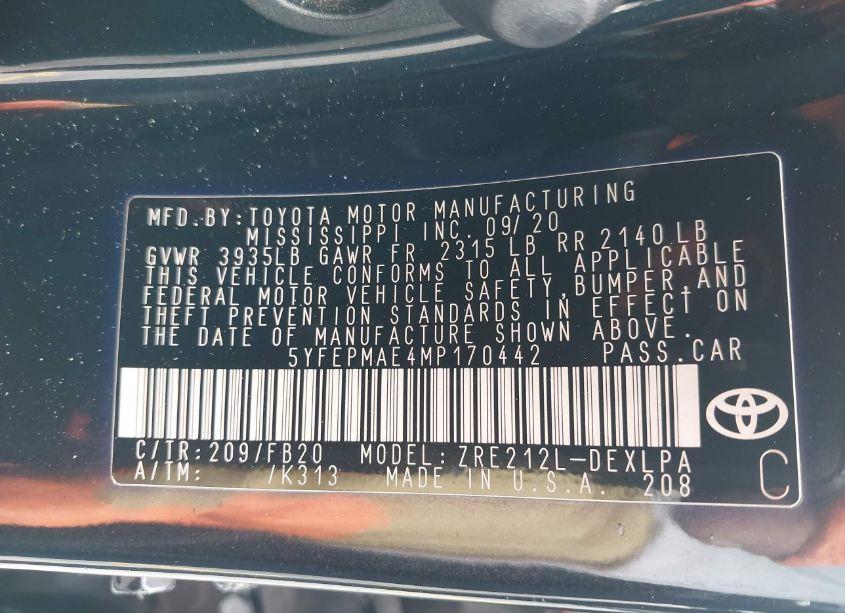 MFD.BY:TOYOTA MOTOR MANUFACTURING
MISSISSIPPI INC. 09/20
GVWR 3935LB GAWR FR 2315 LB RR 2140LB
THIS VEHICLE CONFORMS TO ALL APPLICABLE
FEDERAL MOTOR VEHICLE SAFETY,BUMPER,AND
THEFT PREVENTION STANDARDS IN EFFECT ON
THE DATE OF MANUFACTURE SHOWN ABOVE.
5YFEPMAE4MP170442 PASS.CAR
C/TR:209/FB20 MODEL:ZRE212L-DEXLPA
A/TM: /K313 MADE IN U.S.A. 208 C